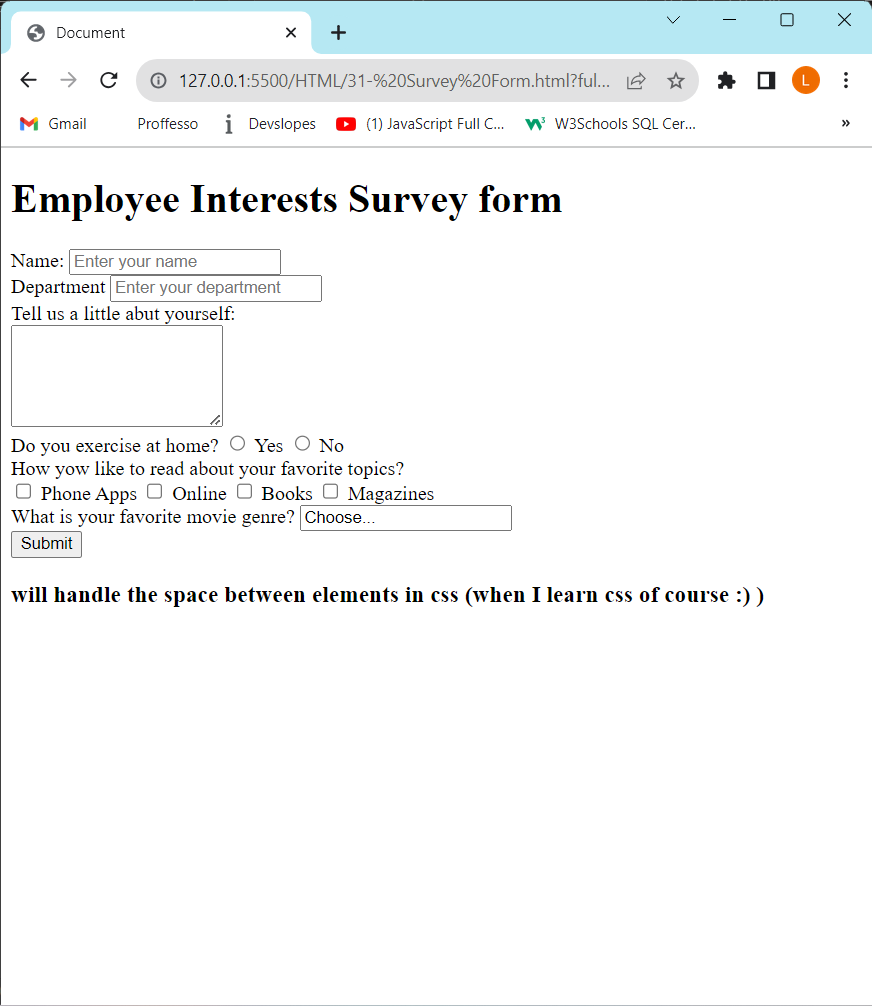 Document
127.0.0.1:5500/HTML/31-%20Survey%20Form.html?ful...
L
Gmail Proffesso Devslopes (1) JavaScript Full C... W3Schools SQL Cer... »
Employee Interests Survey form
Name: Enter your name
Department Enter your department
Tell us a little abut yourself:
Do you exercise at home? Yes No
How yow like to read about your favorite topics?
Phone Apps Online Books Magazines
What is your favorite movie genre? Choose...
Submit
will handle the space between elements in css (when I learn css of course :) )